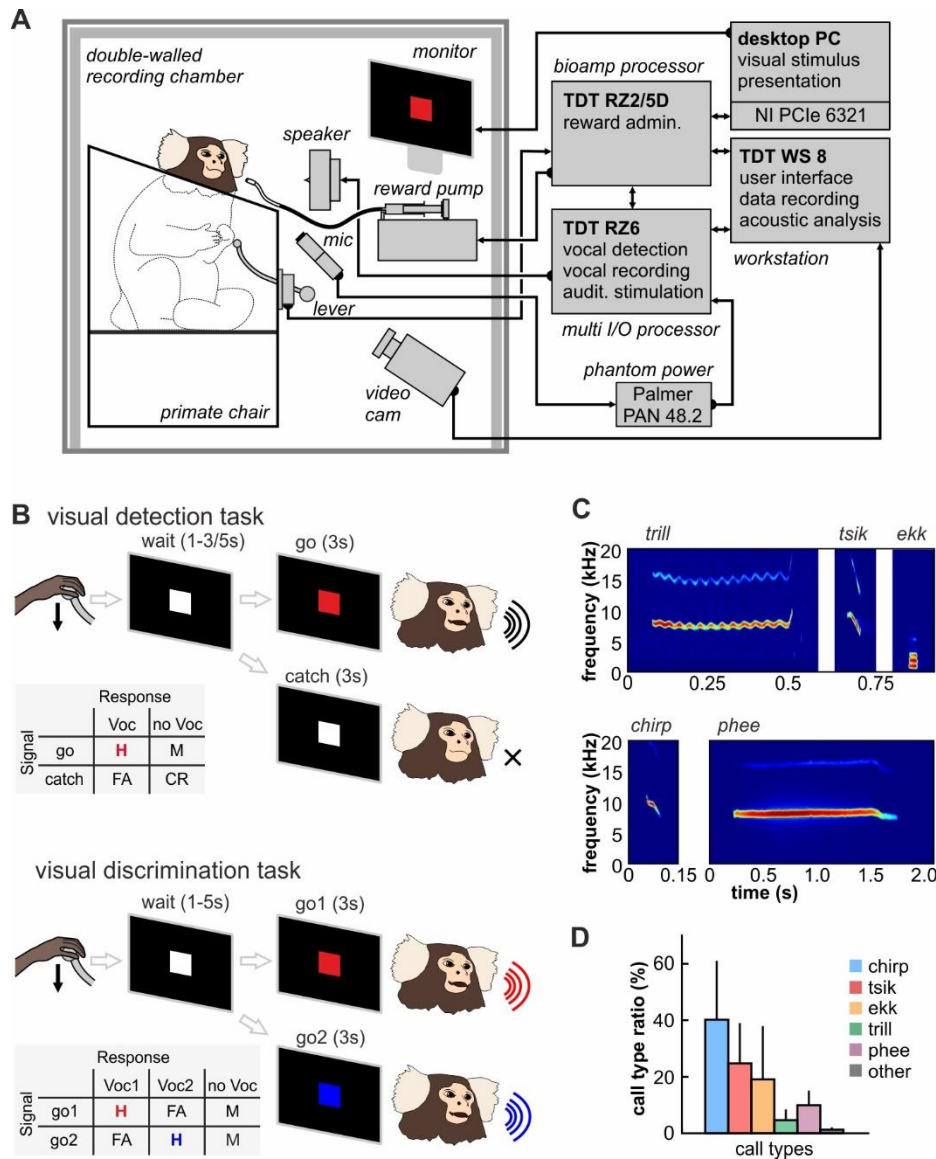 A
double-walled
recording chamber
monitor
speaker
reward pump
mic
lever
video
cam
primate chair
bioamp processor
TDT RZ2/5D
reward admin.
desktop PC
visual stimulus
presentation
NI PCIe 6321
TDT WS 8
user interface
data recording
acoustic analysis
workstation
TDT RZ6
vocal detection
vocal recording
audit. stimulation
multi I/O processor
phantom power
Palmer
PAN 48.2
B
visual detection task
wait (1-3/5s)
go (3s)
catch (3s)
Response
Signal
Voc no Voc
go H M
catch FA CR
visual discrimination task
wait (1-5s)
go1 (3s)
go2 (3s)
Response
Signal
Voc1 Voc2 no Voc
go1 H FA M
go2 FA H M
C
trill tsik ekk
frequency (kHz)
20
15
10
5
0
0 0.25 0.5 0.75
chirp phee
frequency (kHz)
20
15
10
5
0
0 0.15 0 0.5 1.0 1.5 2.0
time (s)
D
call type ratio (%)
60
40
20
0
call types
chirp
tsik
ekk
trill
phee
other